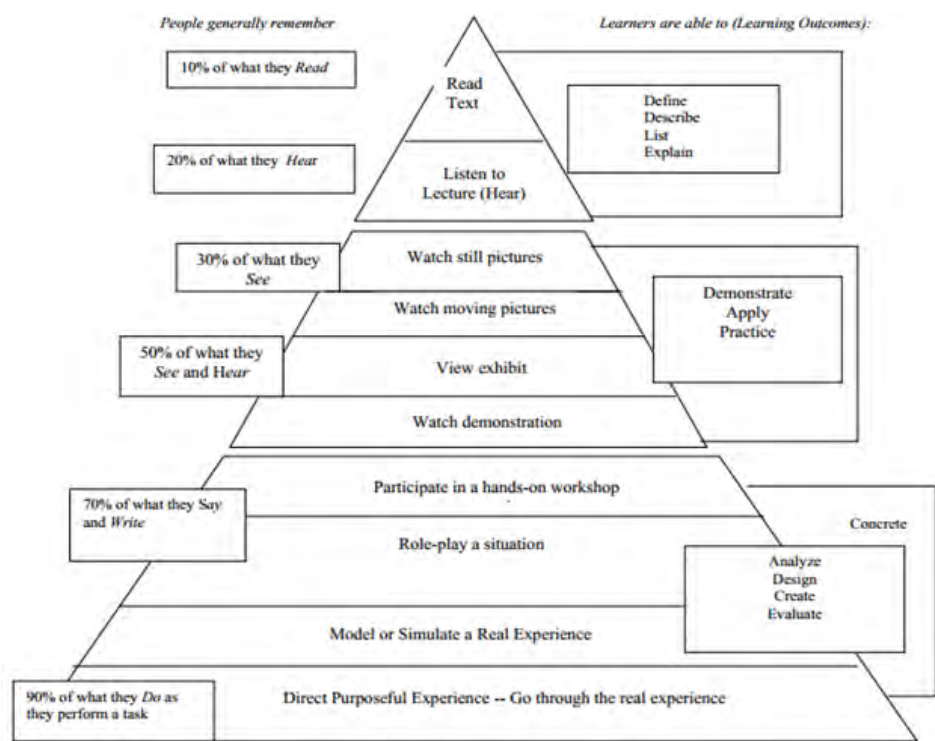 People generally remember
Learners are able to (Learning Outcomes):
10% of what they Read
Read
Text
Define
Describe
List
Explain
20% of what they Hear
Listen to
Lecture (Hear)
30% of what they
See
Watch still pictures
Watch moving pictures
Demonstrate
Apply
Practice
50% of what they
See and Hear
View exhibit
Watch demonstration
70% of what they Say
and Write
Participate in a hands-on workshop
Role-play a situation
Concrete
Analyze
Design
Create
Evaluate
Model or Simulate a Real Experience
90% of what they Do as
they perform a task
Direct Purposeful Experience -- Go through the real experience